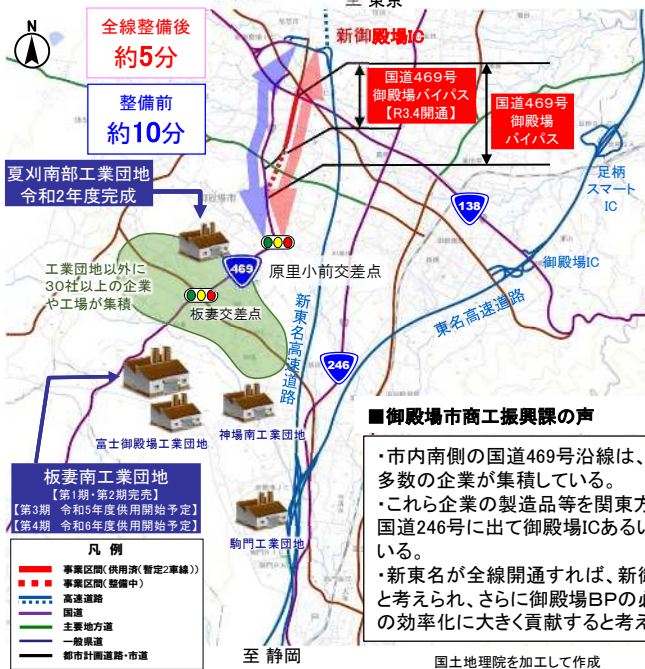 至 東京
N
全線整備後
約5分
整備前
約10分
新御殿場IC
国道469号
御殿場バイパス
【R3.4開通】
国道469号
御殿場
バイパス
足柄
スマート
IC
夏刈南部工業団地
令和2年度完成
御殿場市
138
御殿場IC
工業団地以外に
30社以上の企業
や工場が集積
469
原里小前交差点
板妻交差点
新東名高速道路
東名高速道路
246
富士御殿場工業団地
神場南工業団地
駒門工業団地
板妻南工業団地
【第1期・第2期完売】
【第3期 令和5年度供用開始予定】
【第4期 令和6年度供用開始予定】
■御殿場市商工振興課の声
・市内南側の国道469号沿線は、
多数の企業が集積している。
・これら企業の製造品等を関東方
国道246号に出て御殿場ICあるい
いる。
・新東名が全線開通すれば、新御
と考えられ、さらに御殿場BPの必
の効率化に大きく貢献すると考え
凡 例
事業区間(供用済(暫定2車線))
事業区間(整備中)
高速道路
国道
主要地方道
一般県道
都市計画道路・市道
至 静岡
国土地理院を加工して作成